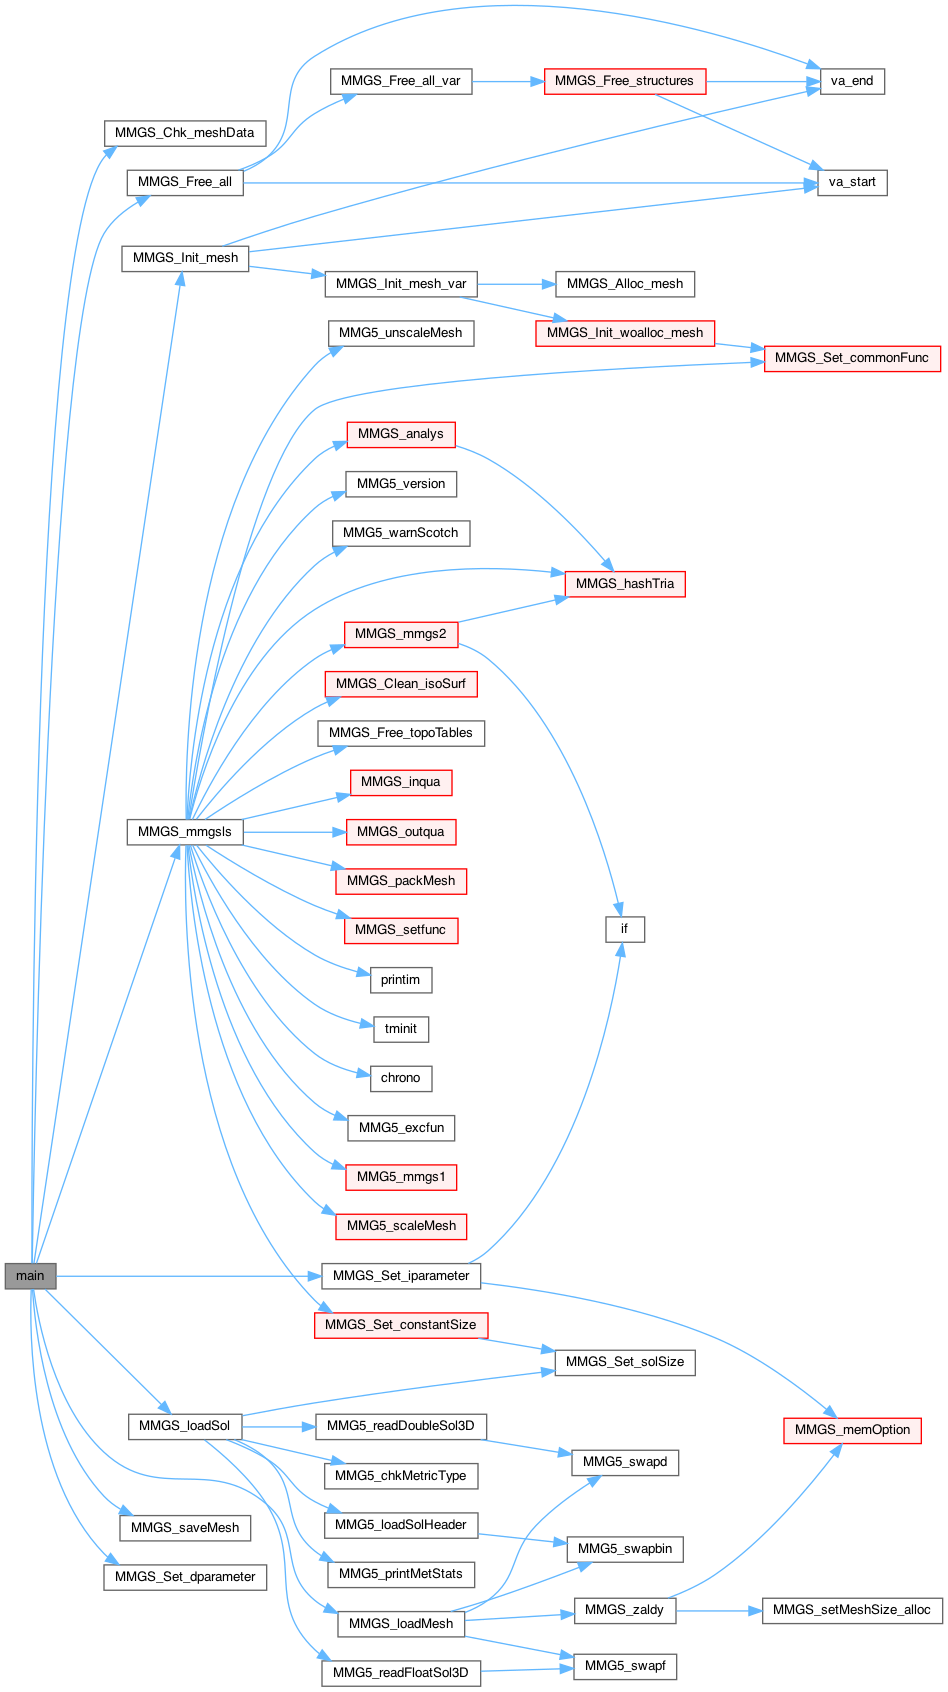 MMGS_Free_all_var
MMGS_Free_structures
va_end
MMGS_Chk_meshData
MMGS_Free_all
va_start
MMGS_Init_mesh
MMGS_Init_mesh_var
MMGS_Alloc_mesh
MMG5_unscaleMesh
MMGS_Init_woalloc_mesh
MMGS_Set_commonFunc
MMGS_analys
MMG5_version
MMG5_warnScotch
MMGS_hashTria
MMGS_mmgs2
MMGS_Clean_isoSurf
MMGS_Free_topoTables
MMGS_inqua
MMGS_mmgsls
MMGS_outqua
MMGS_packMesh
MMGS_setfunc
if
printim
tminit
chrono
MMG5_excfun
MMG5_mmgs1
MMG5_scaleMesh
main
MMGS_Set_iparameter
MMGS_Set_constantSize
MMGS_Set_solSize
MMGS_loadSol
MMG5_readDoubleSol3D
MMGS_memOption
MMG5_chkMetricType
MMG5_swapd
MMGS_saveMesh
MMG5_loadSolHeader
MMG5_swapbin
MMGS_Set_dparameter
MMG5_printMetStats
MMGS_loadMesh
MMGS_zaldy
MMGS_setMeshSize_alloc
MMG5_readFloatSol3D
MMG5_swapf